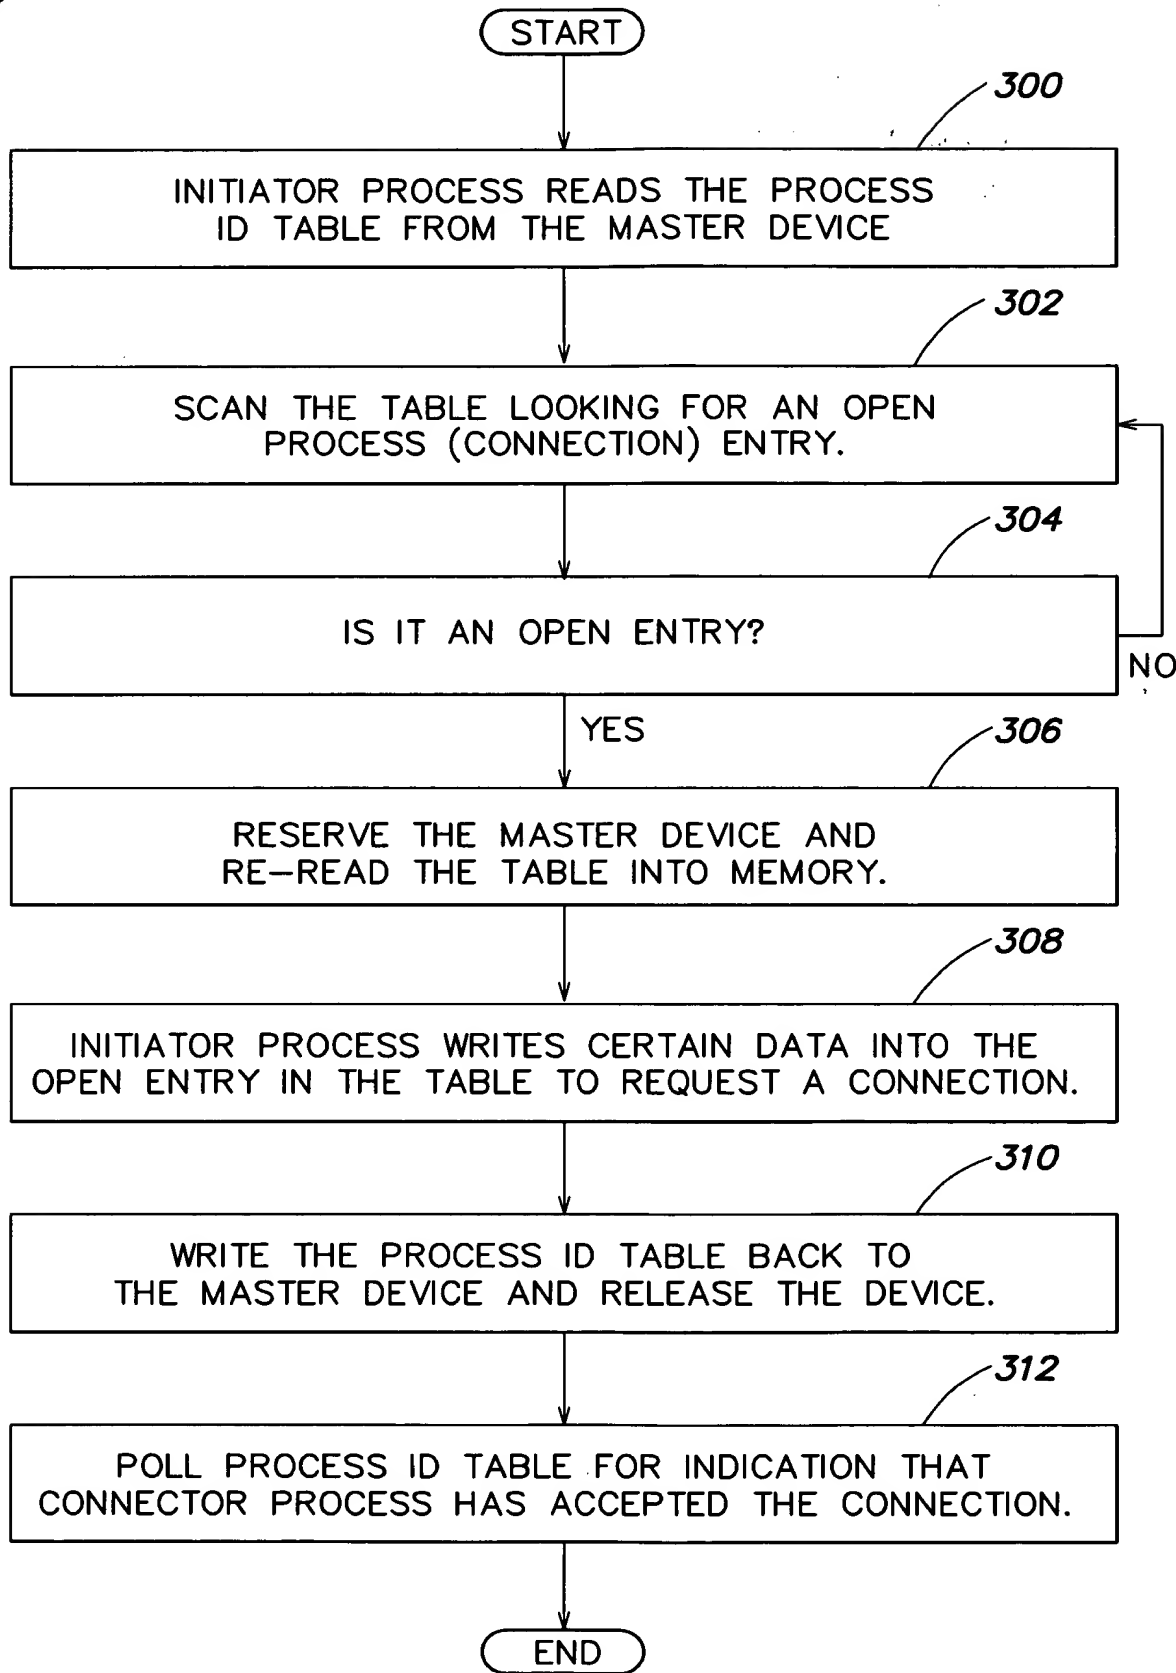 START
300
INITIATOR PROCESS READS THE PROCESS
ID TABLE FROM THE MASTER DEVICE
302
SCAN THE TABLE LOOKING FOR AN OPEN
PROCESS (CONNECTION) ENTRY.
304
IS IT AN OPEN ENTRY?
NO
YES
306
RESERVE THE MASTER DEVICE AND
RE-READ THE TABLE INTO MEMORY.
308
INITIATOR PROCESS WRITES CERTAIN DATA INTO THE
OPEN ENTRY IN THE TABLE TO REQUEST A CONNECTION.
310
WRITE THE PROCESS ID TABLE BACK TO
THE MASTER DEVICE AND RELEASE THE DEVICE.
312
POLL PROCESS ID TABLE FOR INDICATION THAT
CONNECTOR PROCESS HAS ACCEPTED THE CONNECTION.
END